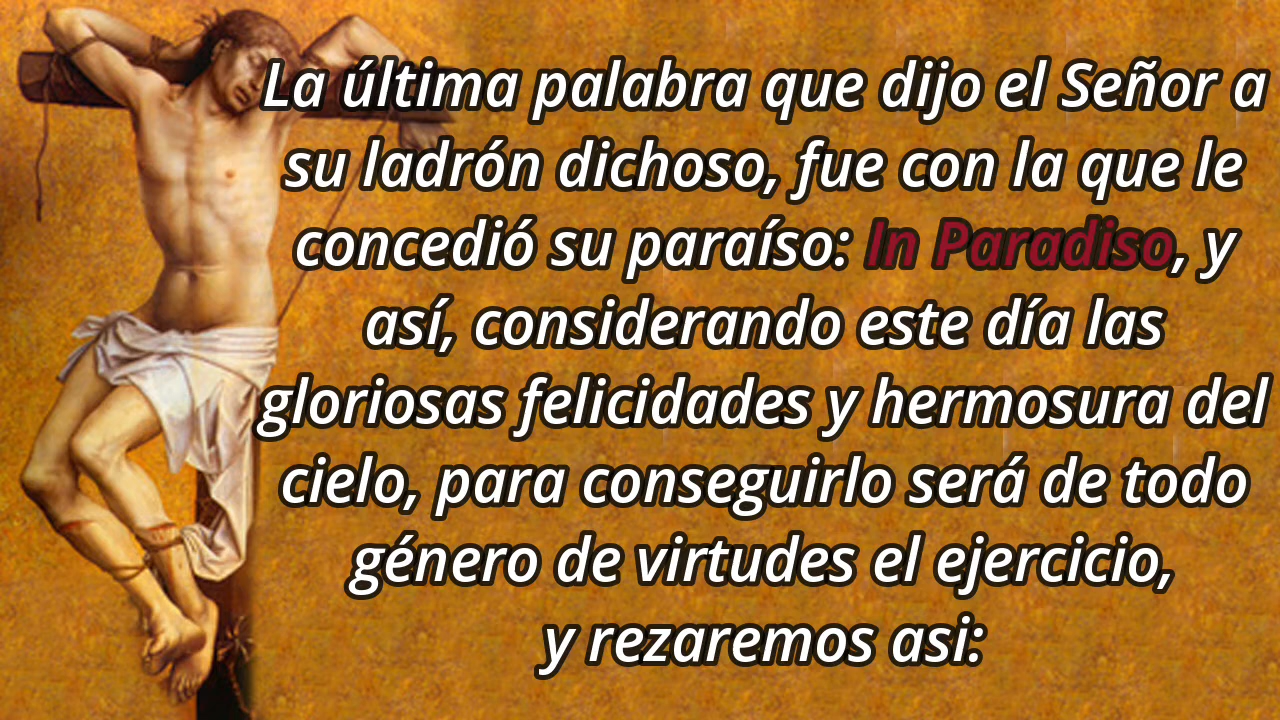 La última palabra que dijo el Señor a
su ladrón dichoso, fue con la que le
concedió su paraíso: In Paradiso, y
así, considerando este día las
gloriosas felicidades y hermosura del
cielo, para conseguirlo será de todo
género de virtudes el ejercicio,
y rezaremos asi: